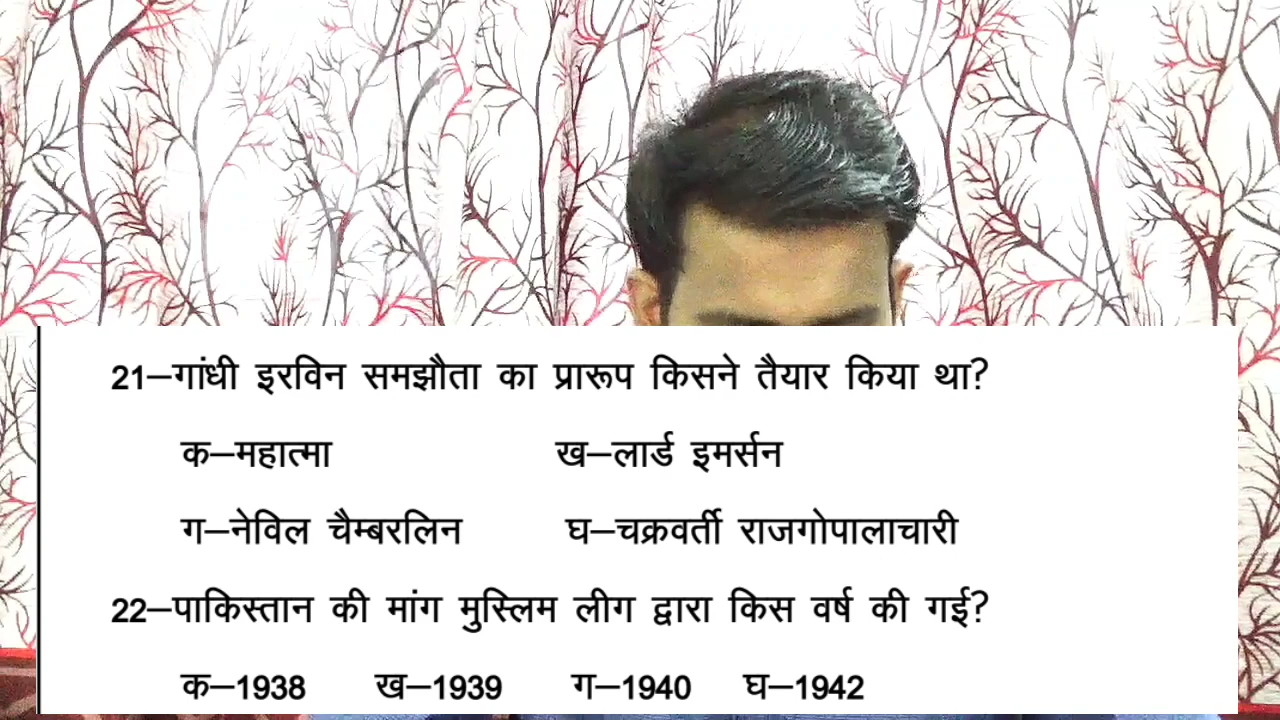 21–गांधी इरविन समझौता का प्रारूप किसने तैयार किया था?
क–महात्मा ख–लार्ड इमर्सन
ग–नेविल चैम्बरलिन घ–चक्रवर्ती राजगोपालाचारी
22–पाकिस्तान की मांग मुस्लिम लीग द्वारा किस वर्ष की गई?
क–1938 ख–1939 ग–1940 घ–1942